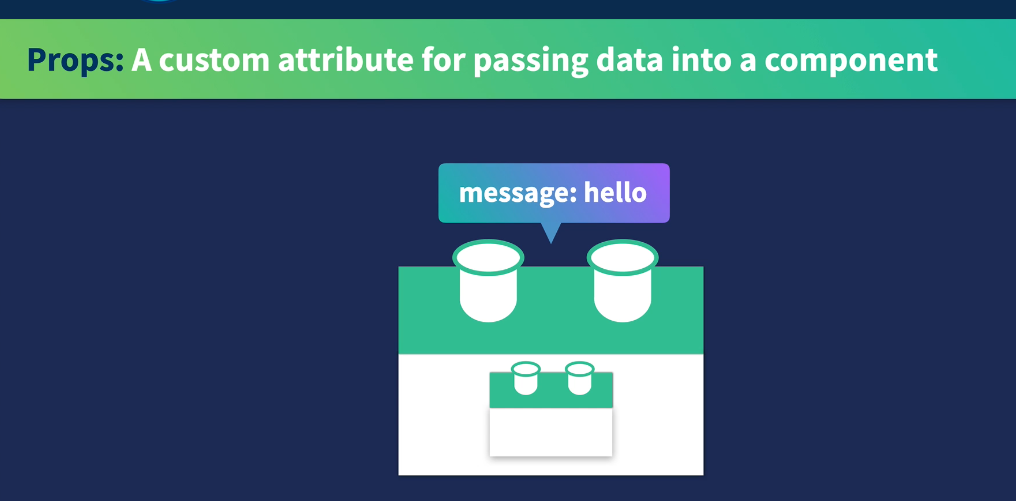 Props: A custom attribute for passing data into a component
message: hello